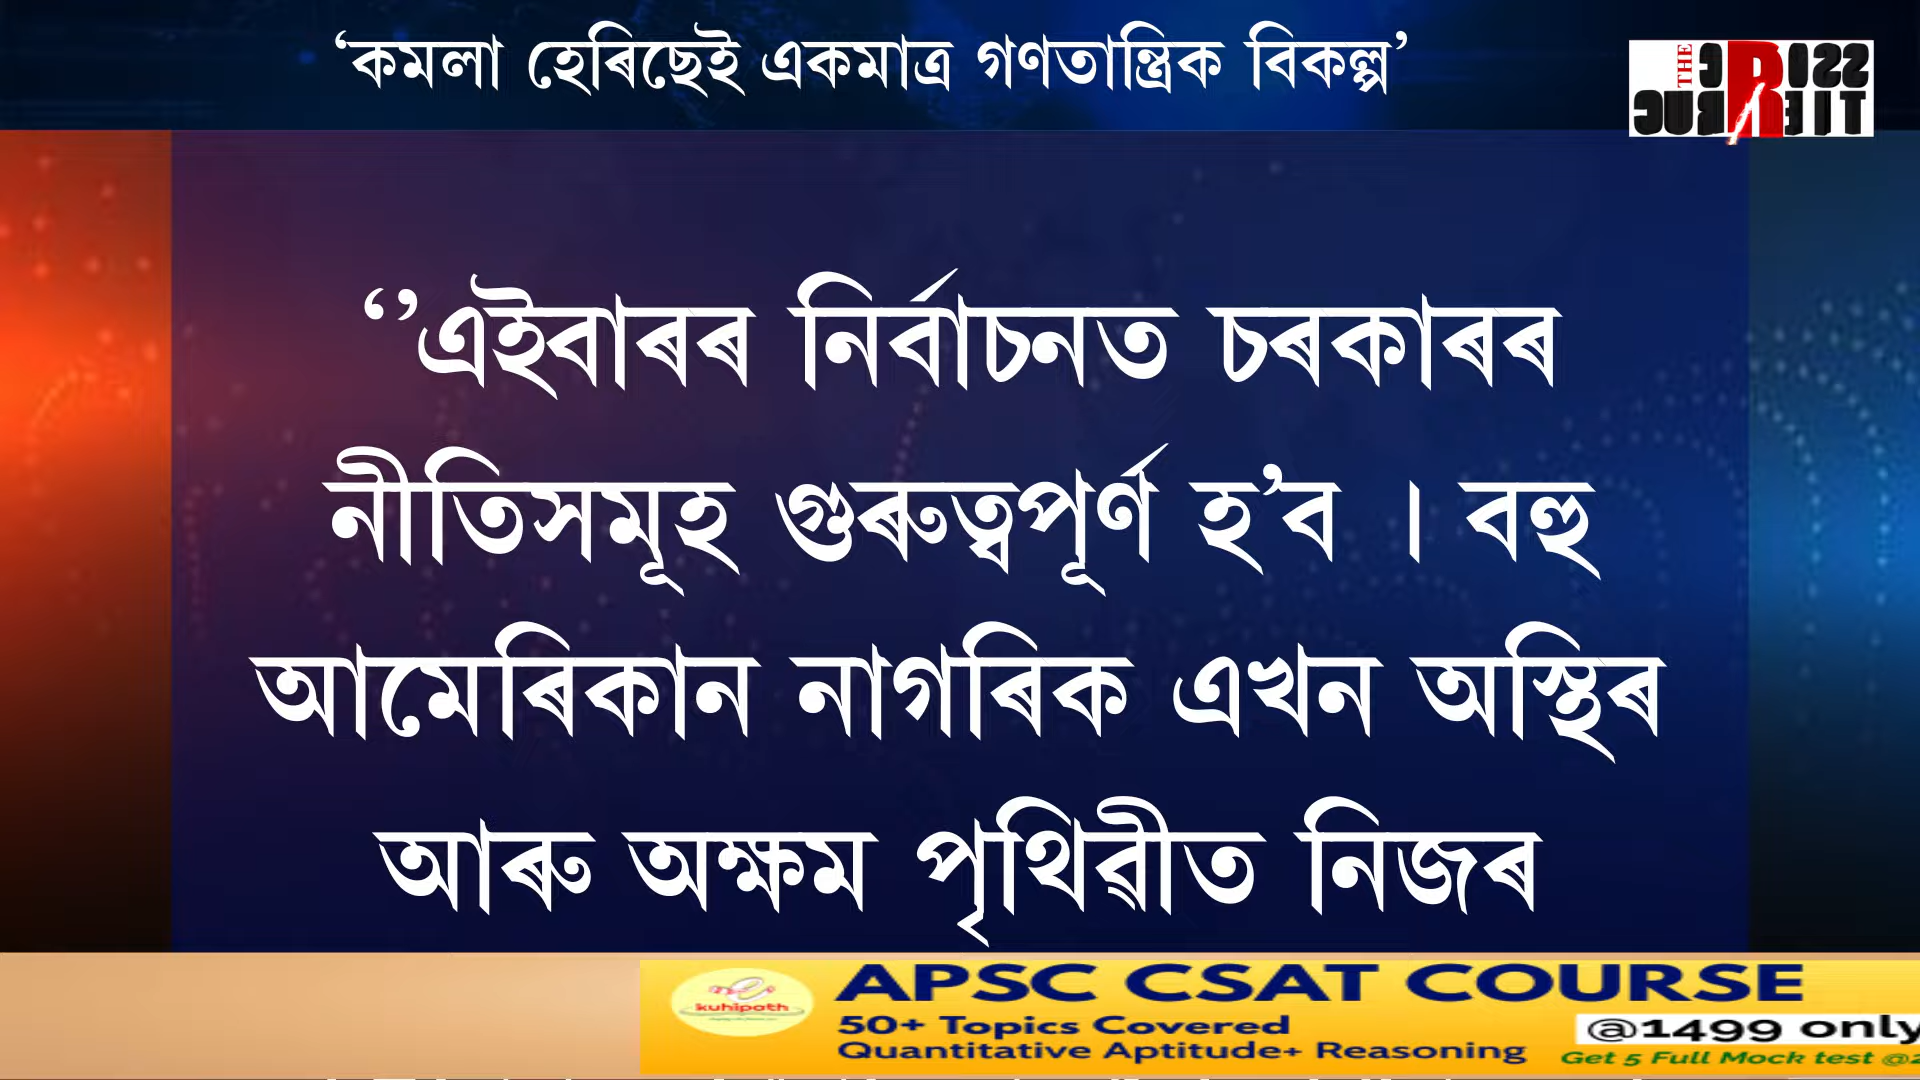 ‘কমলা হেৰিছেই একমাত্ৰ গণতান্ত্ৰিক বিকল্প’
THE
‘’এইবাৰৰ নিৰ্বাচনত চৰকাৰৰ
নীতিসমূহ গুৰুত্বপূৰ্ণ হ’ব । বহু
আমেৰিকান নাগৰিক এখন অস্থিৰ
আৰু অক্ষম পৃথিৱীত নিজৰ
kuhipath
APSC CSAT COURSE
50+ Topics Covered
@1499 only
Quantitative Aptitude+ Reasoning
Get 5 Full Mock test